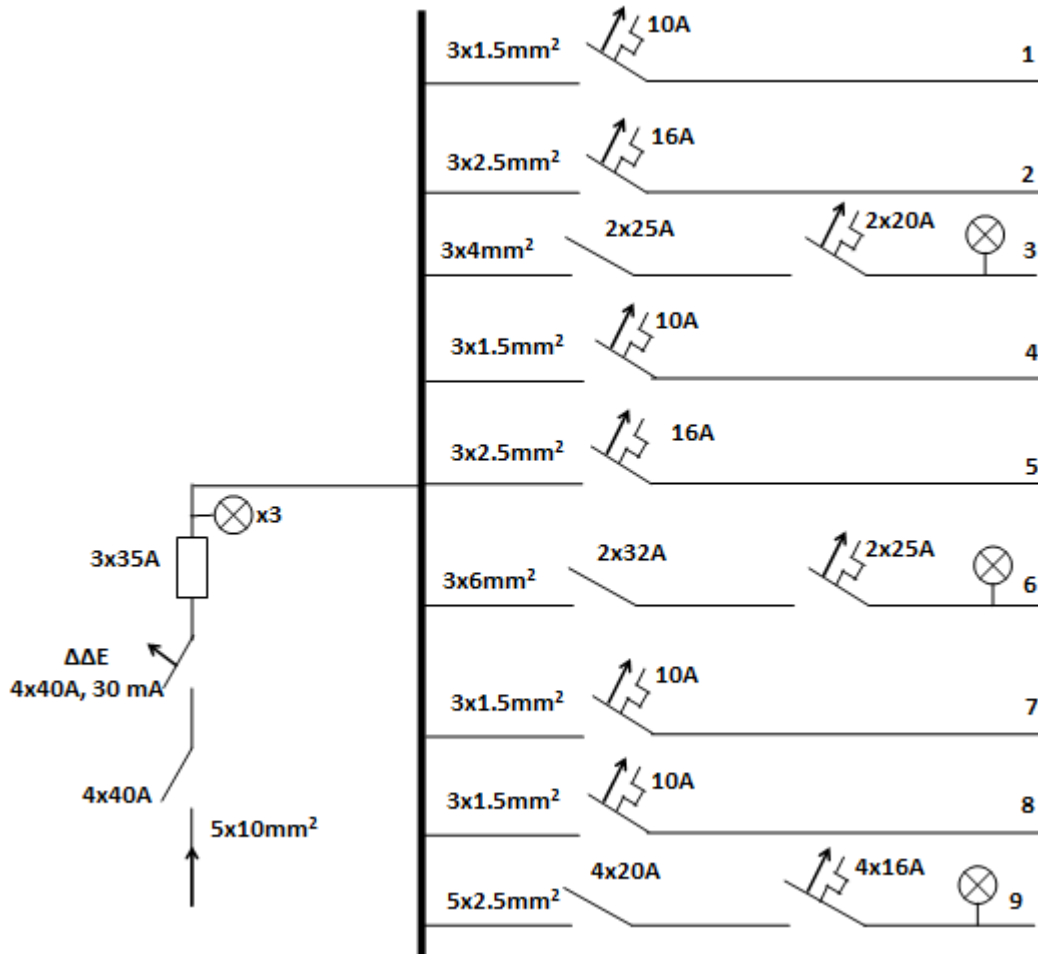 3x1.5mm² 10A 1
3x2.5mm² 16A 2
3x4mm² 2x25A 2x20A 3
3x1.5mm² 10A 4
3x2.5mm² 16A 5
x3
3x35A
3x6mm² 2x32A 2x25A 6
ΔΔΕ
4x40A, 30 mA
3x1.5mm² 10A 7
4x40A
3x1.5mm² 10A 8
5x10mm²
5x2.5mm² 4x20A 4x16A 9